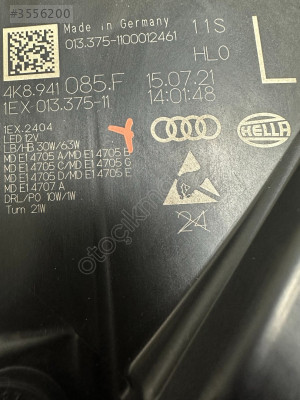 #3556200
Made in Germany 1.1S
013.375-1100012461
HL0 L
4K8.941 085.F 15.07.21
1EX 013.375-11 14:01:48
1EX.2404
LED 12V
LB/HB 30W/63W
MD E1 4705 A/MD E1 4705 B
MD E1 4705 C/MD E1 4705 G
MD E1 4705 D/MD E1 4705 E
MD E1 4707 A
DRL/PO 10W/1W
Turn 21W
HELLA
24